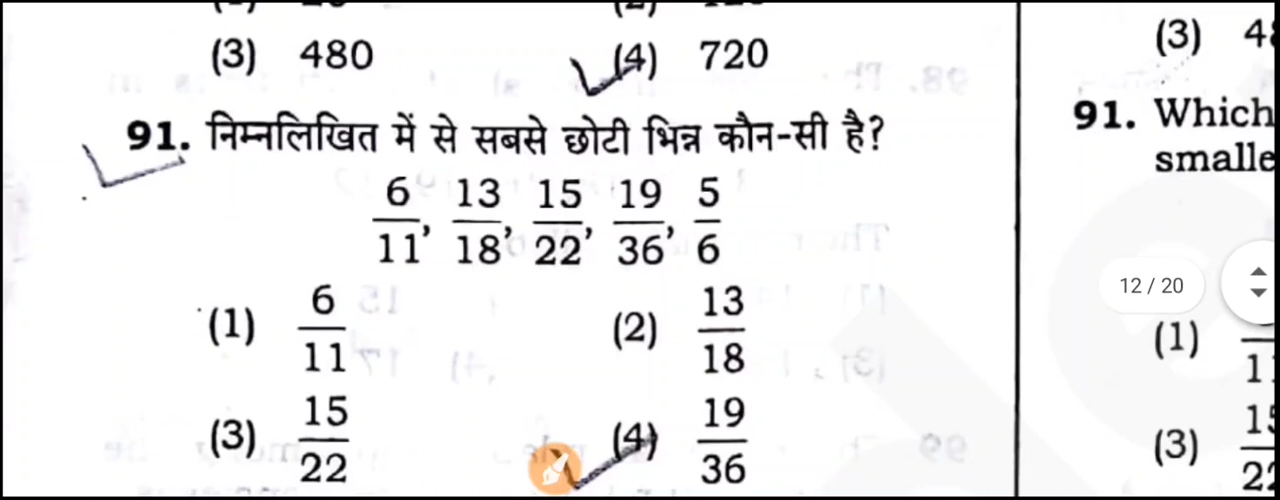 (3) 480 (4) 720
(3) 48
91. निम्नलिखित में से सबसे छोटी भिन्न कौन-सी है?
6/11, 13/18, 15/22, 19/36, 5/6
(1) 6/11 (2) 13/18
(3) 15/22 (4) 19/36
91. Which
smalle
12 / 20
(1)
(3)